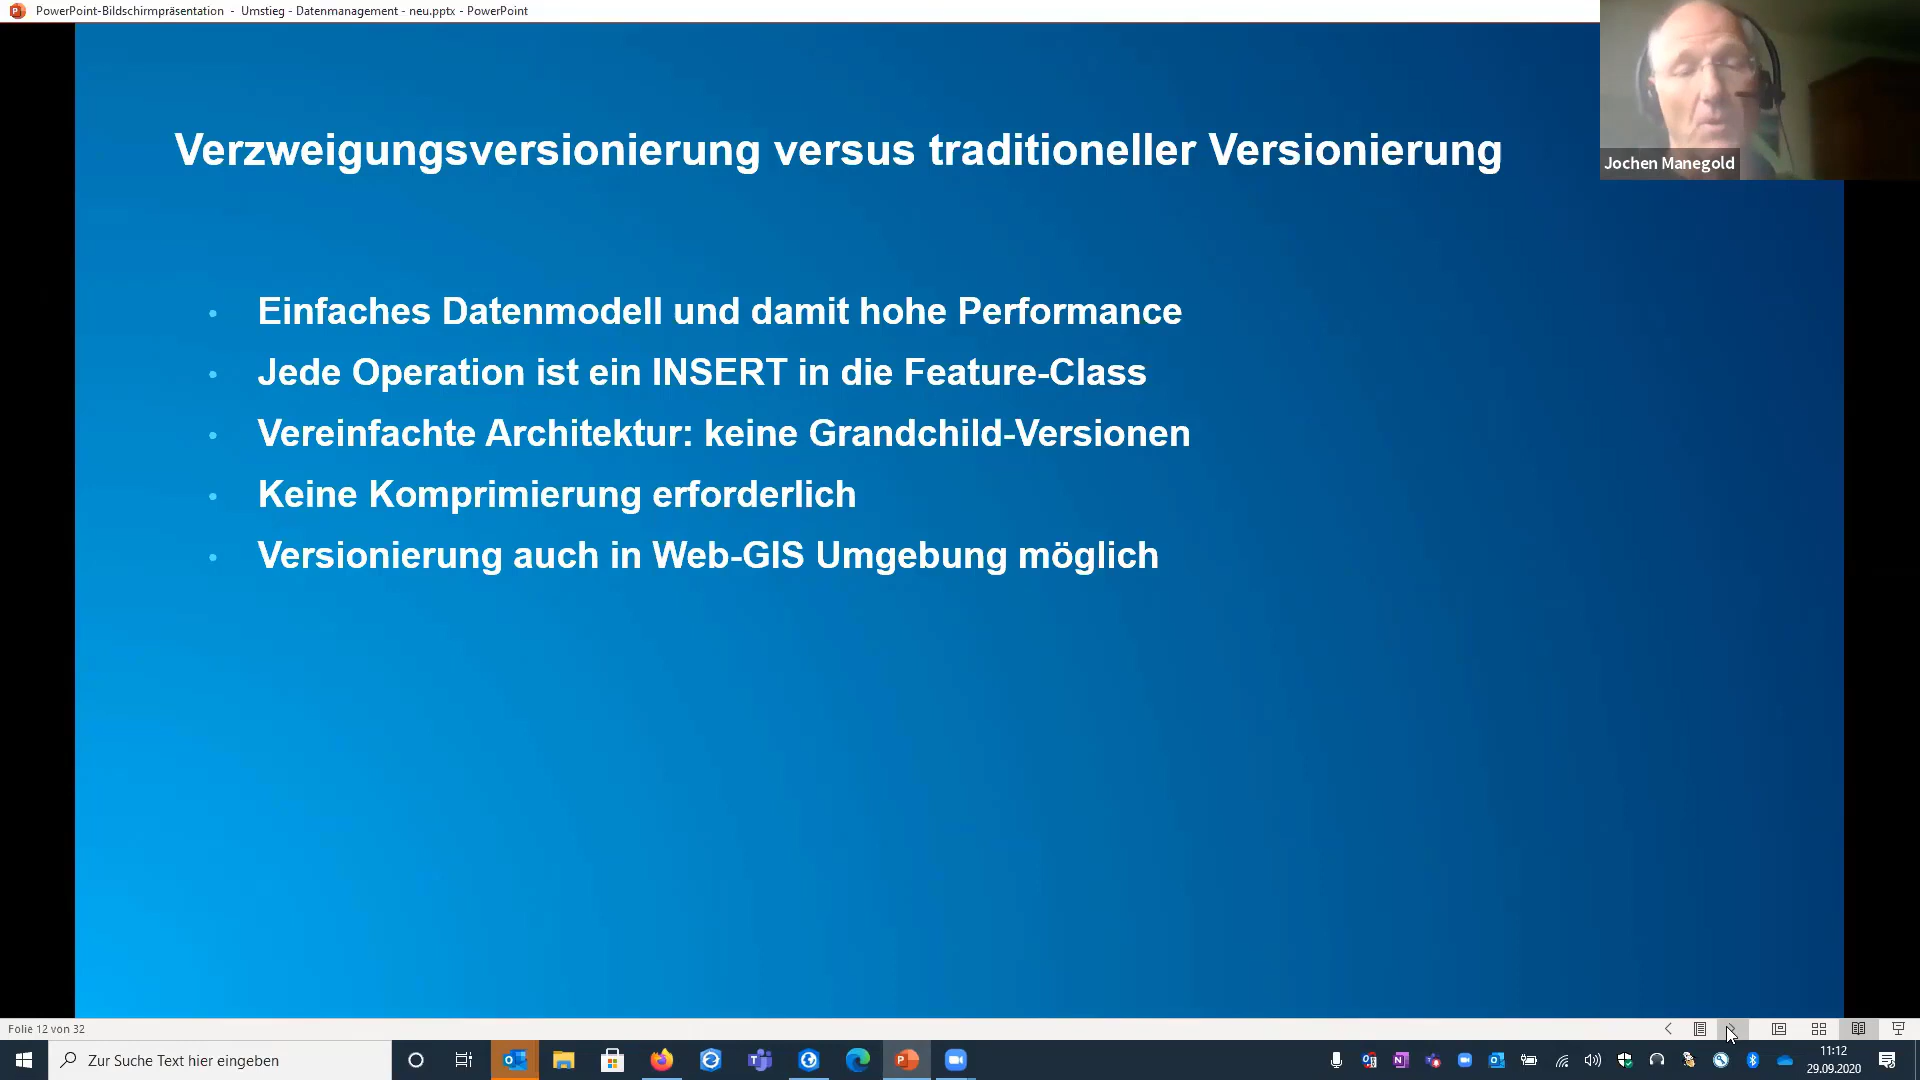 PowerPoint-Bildschirmpräsentation - Umstieg - Datenmanagement - neu.pptx - PowerPoint
Jochen Manegold
Verzweigungsversionierung versus traditioneller Versionierung
• Einfaches Datenmodell und damit hohe Performance
• Jede Operation ist ein INSERT in die Feature-Class
• Vereinfachte Architektur: keine Grandchild-Versionen
• Keine Komprimierung erforderlich
• Versionierung auch in Web-GIS Umgebung möglich
Folie 12 von 32
Zur Suche Text hier eingeben
11:12
29.09.2020